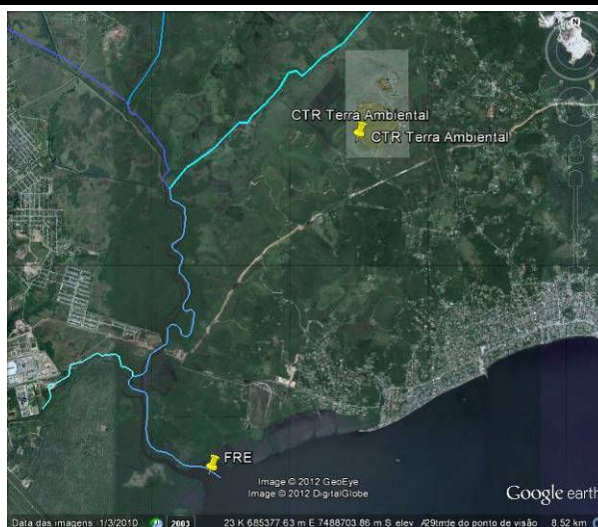 N
CTR Terra Ambiental
CTR Terra Ambiental
FRE
Image © 2012 GeoEye
Image © 2012 DigitalGlobe
Google earth
Data das imagens: 1/3/2010 2003 23 K 685377 63 m E 7488703 86 m S elev do ponto de visão 8.52 km